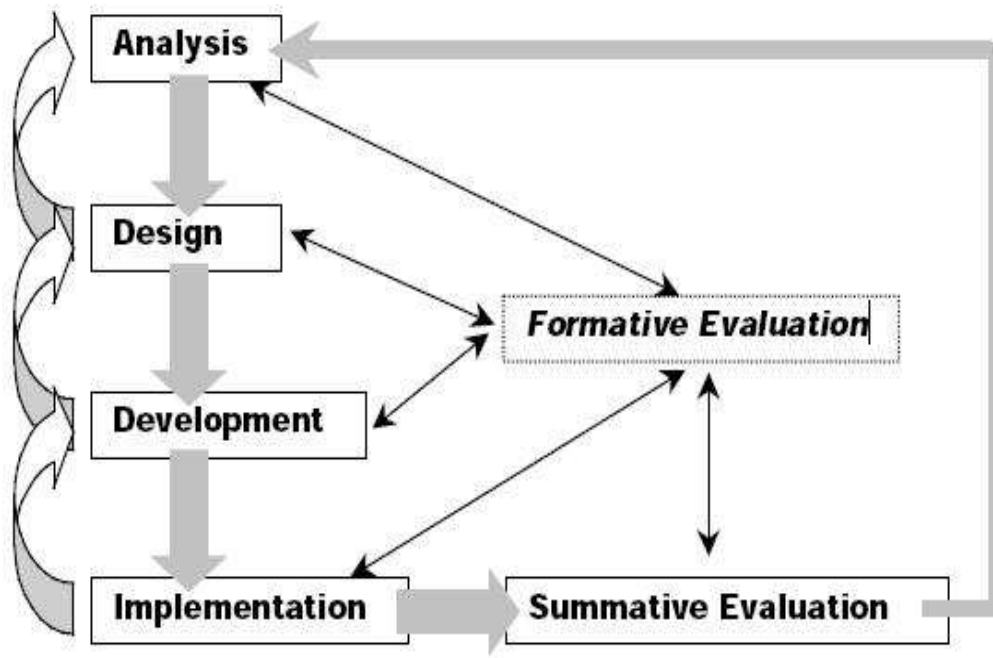 Analysis
Design
Formative Evaluation
Development
Implementation
Summative Evaluation